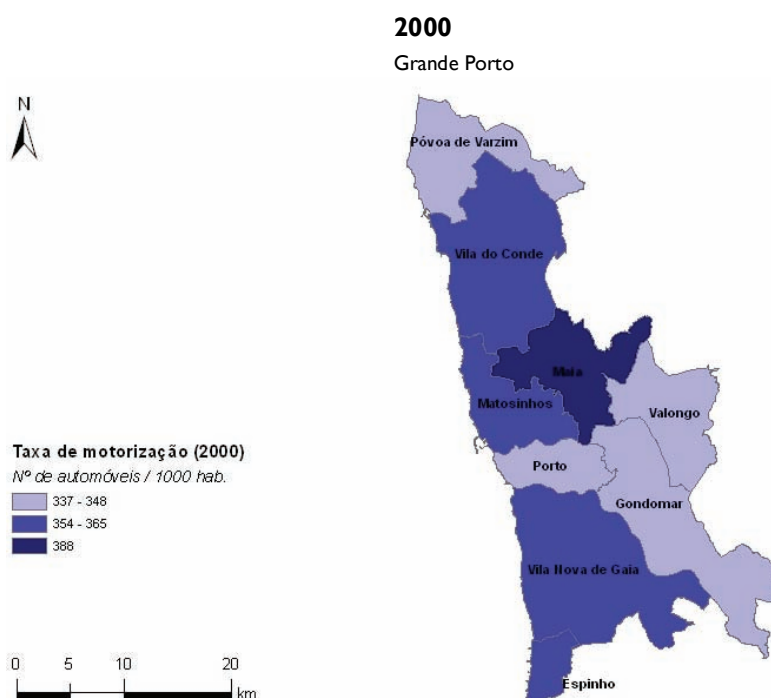 2000
Grande Porto
N
Póvoa de Varzim
Vila do Conde
Maia
Matosinhos
Valongo
Porto
Gondomar
Vila Nova de Gaia
Espinho
Taxa de motorização (2000)
Nº de automóveis / 1000 hab.
337 - 348
354 - 365
388
0 5 10 20
km